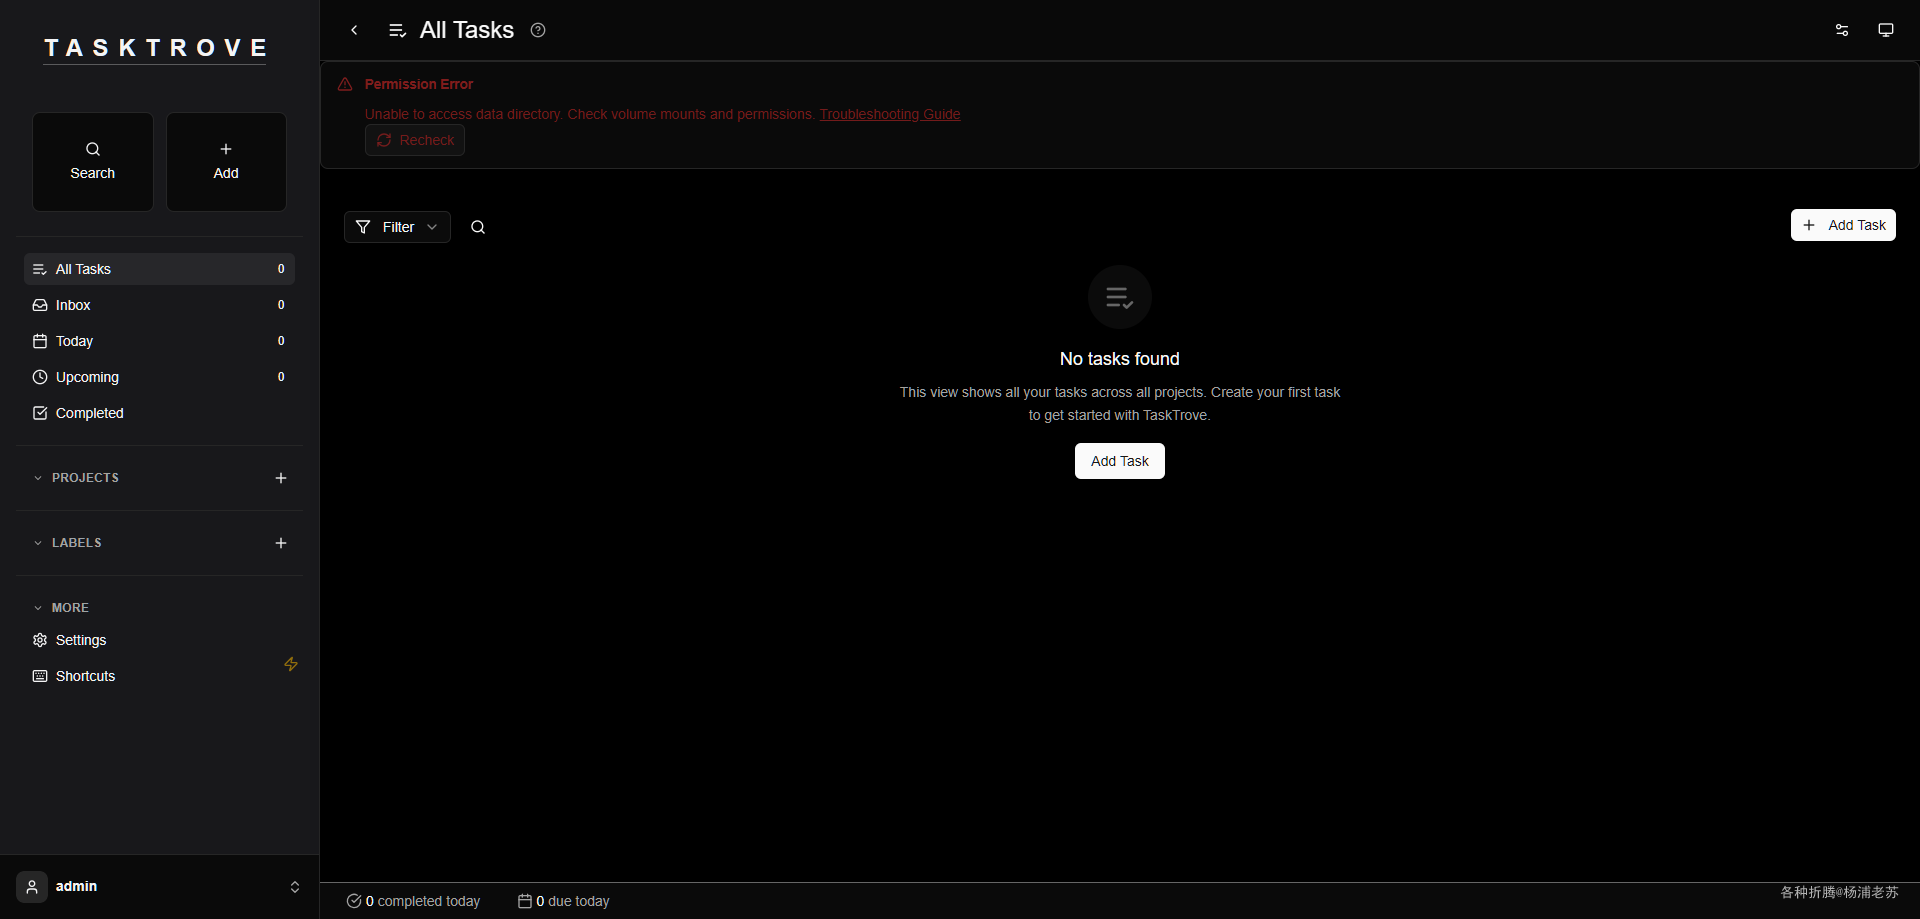 TASKTROVE
Search
Add
All Tasks 0
Inbox 0
Today 0
Upcoming 0
Completed
PROJECTS
LABELS
MORE
Settings
Shortcuts
admin
All Tasks
Permission Error
Unable to access data directory. Check volume mounts and permissions. Troubleshooting Guide
Recheck
Filter
Add Task
No tasks found
This view shows all your tasks across all projects. Create your first task
to get started with TaskTrove.
Add Task
0 completed today
0 due today
各种折腾@杨浦老苏